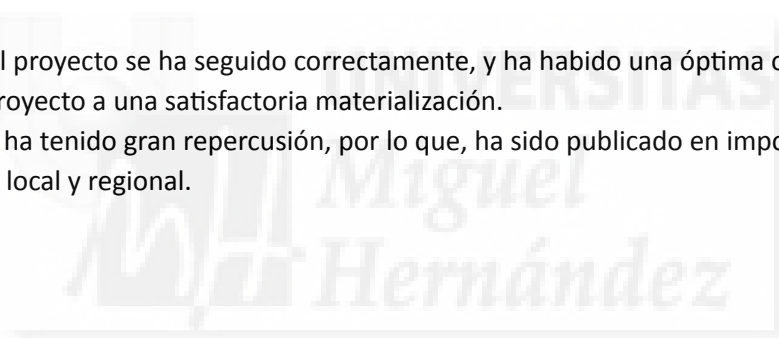 l proyecto se ha seguido correctamente, y ha habido una óptima
royecto a una satisfactoria materialización.
UNIVERSITAS
ha tenido gran repercusión, por lo que, ha sido publicado en
local y regional.
Miguel
Hernández